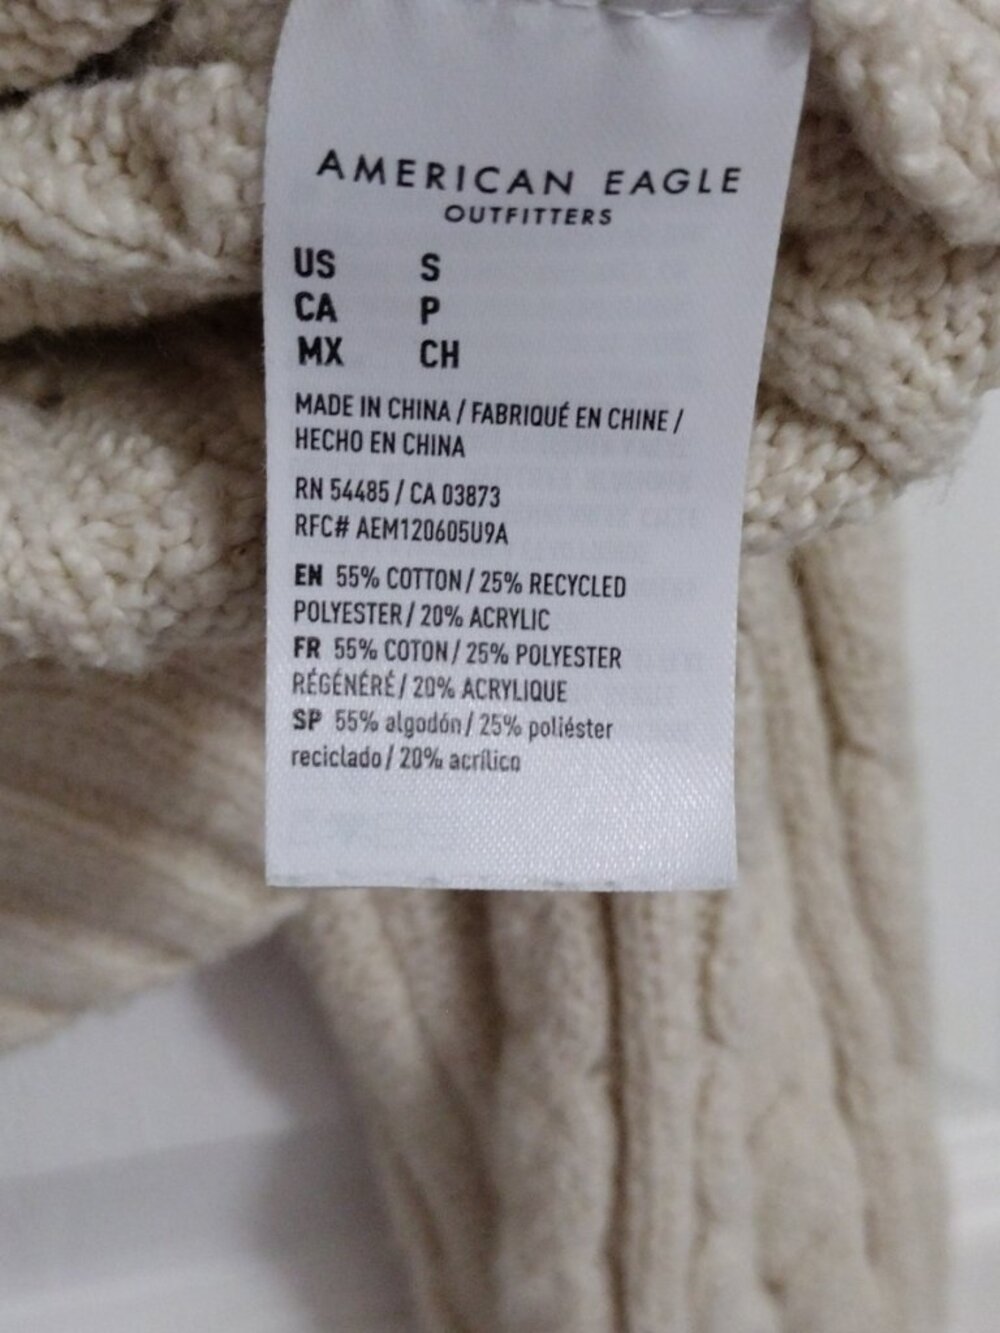 AMERICAN EAGLE
OUTFITTERS
US S
CA P
MX CH
MADE IN CHINA / FABRIQUÉ EN CHINE /
HECHO EN CHINA
RN 54485 / CA 03873
RFC# AEM120605U9A
EN 55% COTTON / 25% RECYCLED
POLYESTER / 20% ACRYLIC
FR 55% COTON / 25% POLYESTER
RÉGÉNÉRÉ / 20% ACRYLIQUE
SP 55% algodón / 25% poliéster
reciclado / 20% acrílico